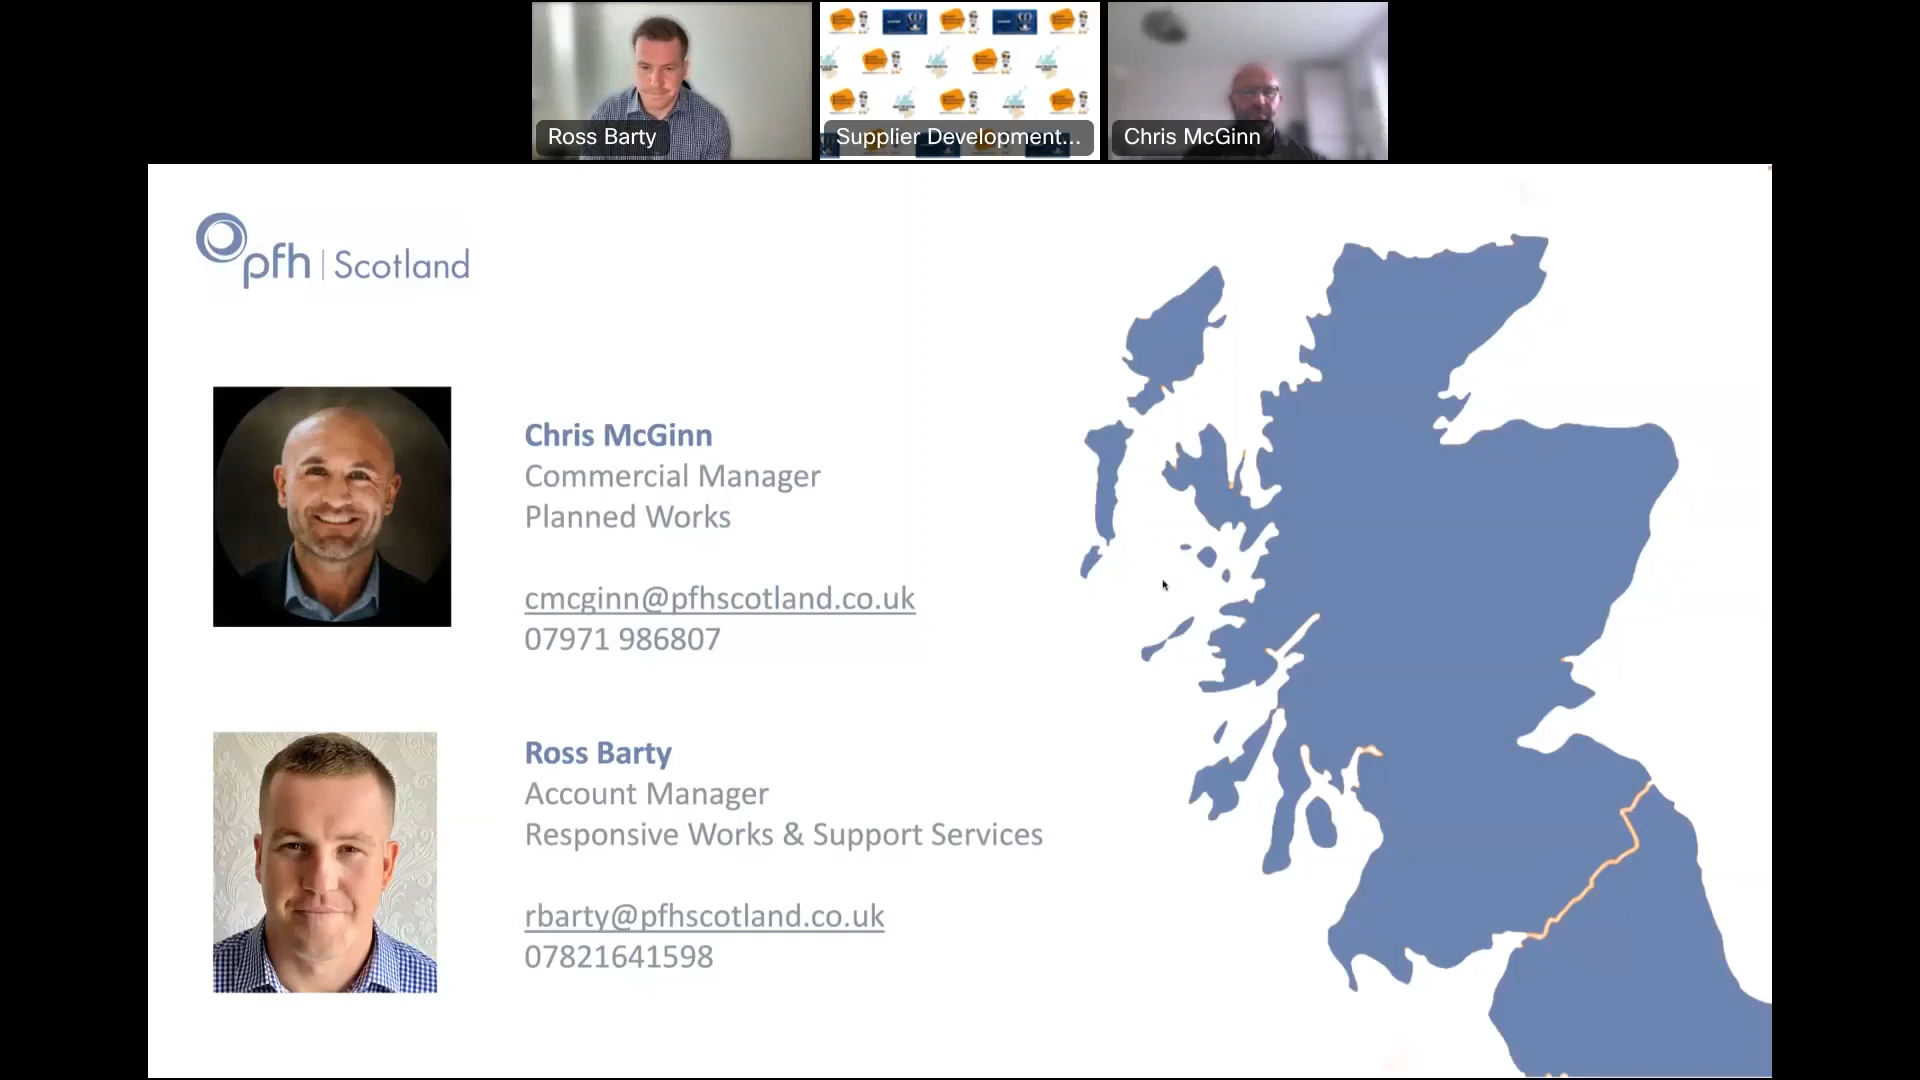 Ross Barty
Supplier Development...
Chris McGinn
pfh | Scotland
Chris McGinn
Commercial Manager
Planned Works
cmcginn@pfhscotland.co.uk
07971 986807
Ross Barty
Account Manager
Responsive Works & Support Services
rbarty@pfhscotland.co.uk
07821641598